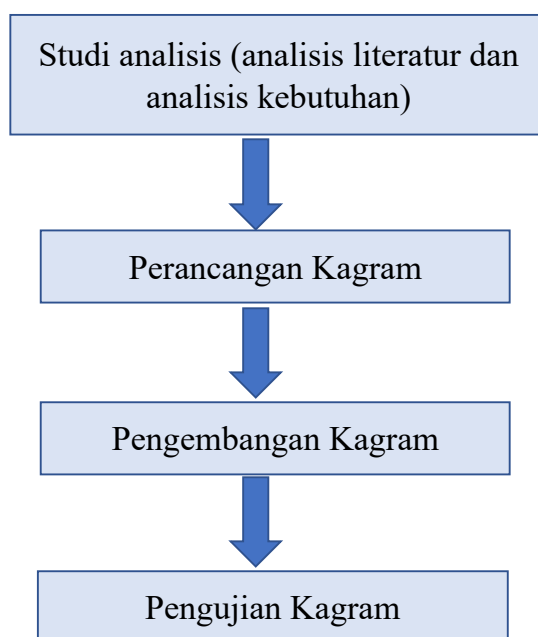 Studi analisis (analisis literatur dan
analisis kebutuhan)
Perancangan Kagram
Pengembangan Kagram
Pengujian Kagram